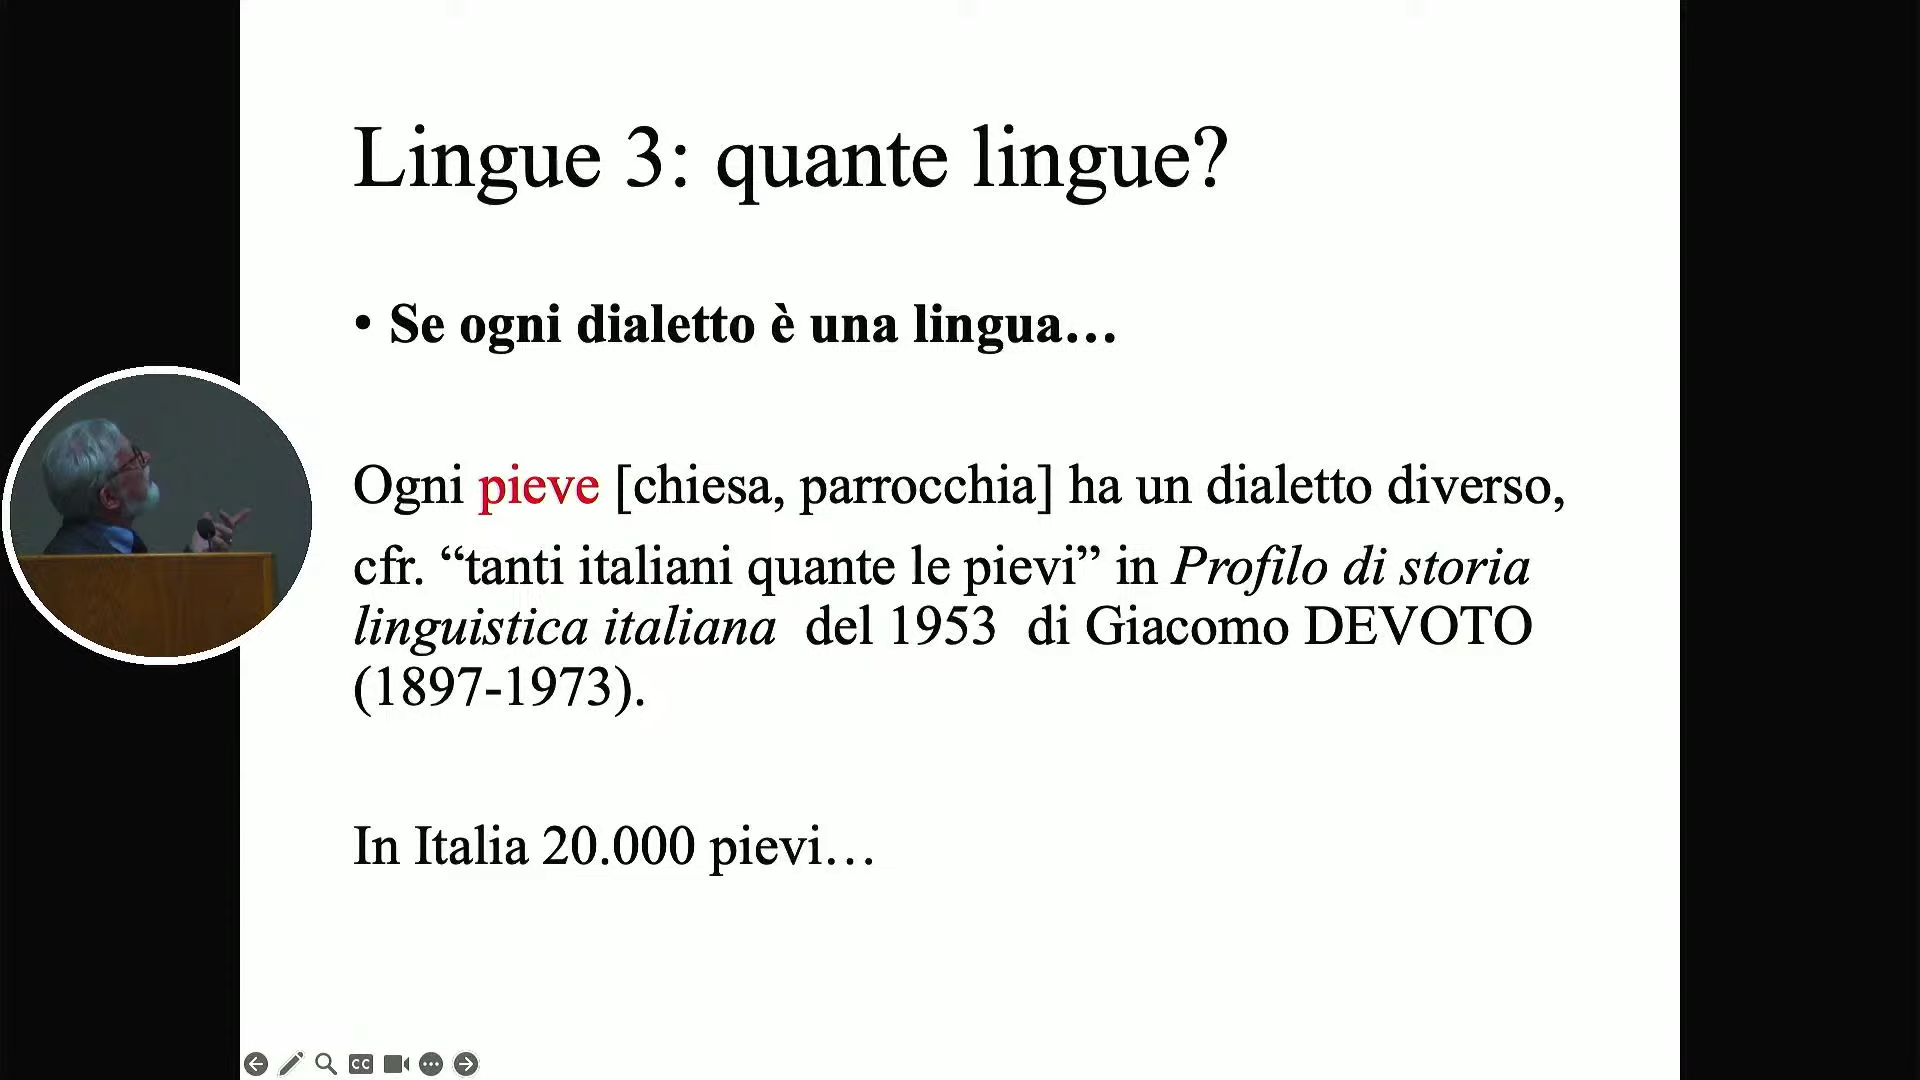 Lingue 3: quante lingue?
• Se ogni dialetto è una lingua…
Ogni pieve [chiesa, parrocchia] ha un dialetto diverso,
cfr. “tanti italiani quante le pievi” in Profilo di storia
linguistica italiana del 1953 di Giacomo DEVOTO
(1897-1973).
In Italia 20.000 pievi…
CC